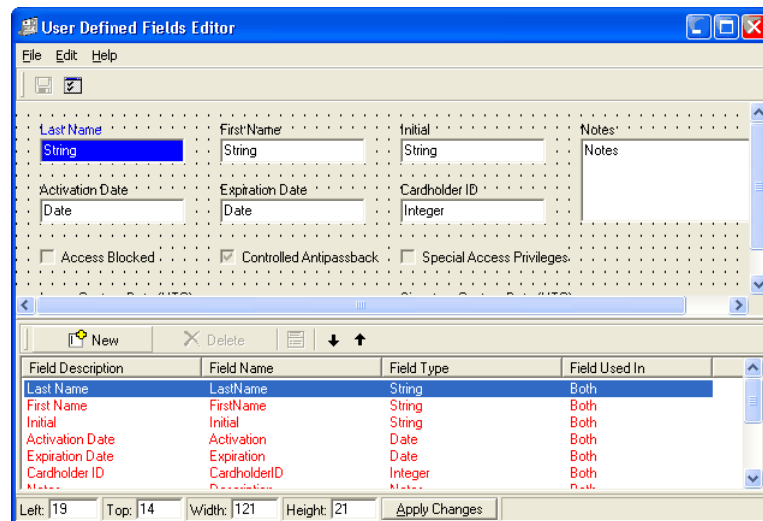 User Defined Fields Editor
File Edit Help
Last Name First Name Initial Notes
String String String Notes
Activation Date Expiration Date Cardholder ID
Date Date Integer
Access Blocked Controlled Antipassback Special Access Privileges
New Delete
Field Description Field Name Field Type Field Used In
Last Name LastName String Both
First Name FirstName String Both
Initial Initial String Both
Activation Date Activation Date Both
Expiration Date Expiration Date Both
Cardholder ID CardholderID Integer Both
Left: 19 Top: 14 Width: 121 Height: 21 Apply Changes